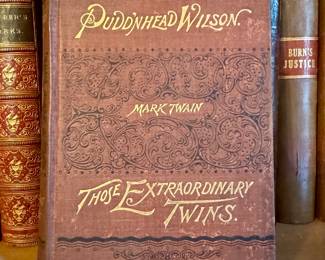 PUDD'NHEAD WILSON.
MARK TWAIN
THOSE EXTRAORDINARY
TWINS.
BURN'S
JUSTICE